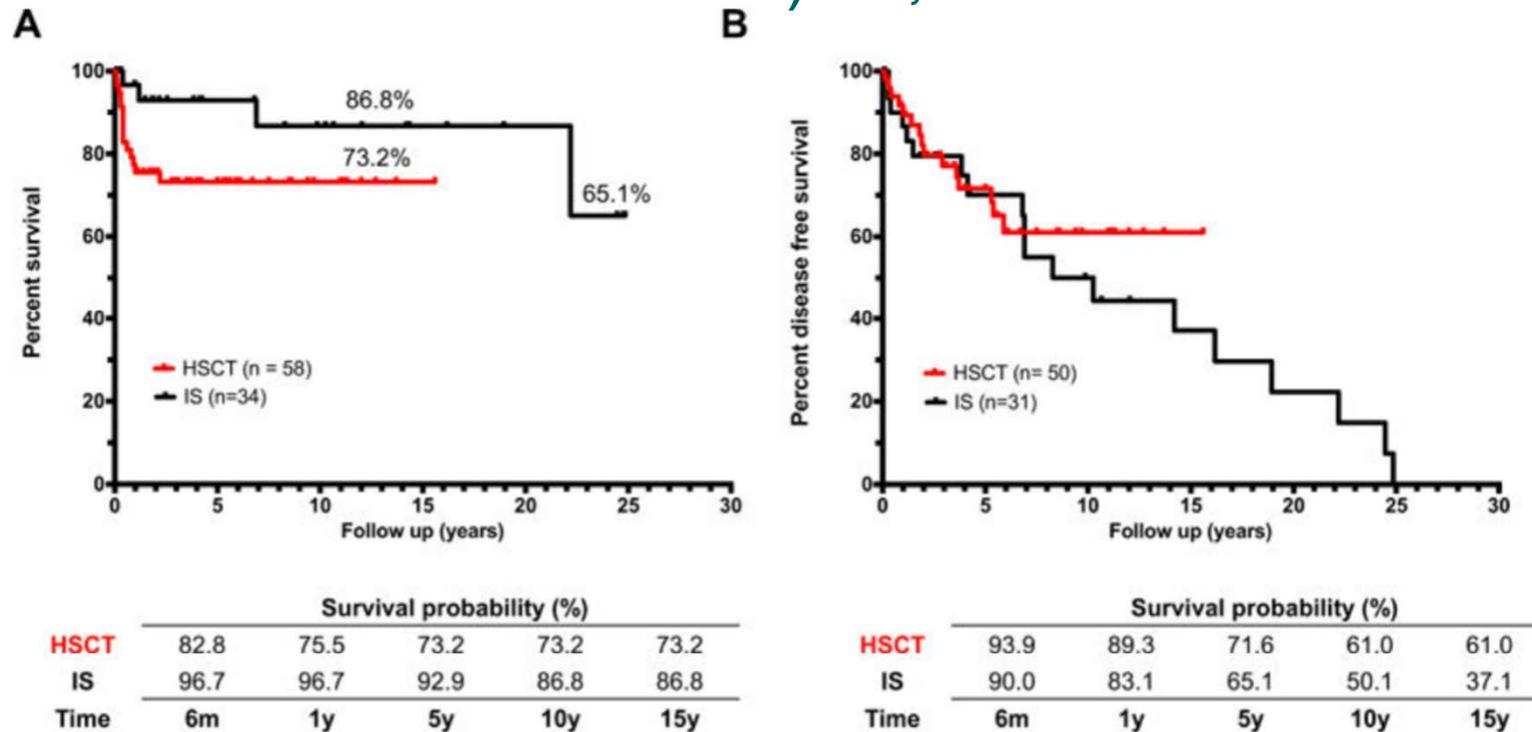 A
100
80
60
40
20
0
Percent survival
86.8%
73.2%
65.1%
HSCT (n = 58)
IS (n=34)
0 5 10 15 20 25 30
Follow up (years)
Survival probability (%)
HSCT 82.8 75.5 73.2 73.2 73.2
IS 96.7 96.7 92.9 86.8 86.8
Time 6m 1y 5y 10y 15y
B
100
80
60
40
20
0
Percent disease free survival
HSCT (n= 50)
IS (n=31)
0 5 10 15 20 25 30
Follow up (years)
Survival probability (%)
HSCT 93.9 89.3 71.6 61.0 61.0
IS 90.0 83.1 65.1 50.1 37.1
Time 6m 1y 5y 10y 15y